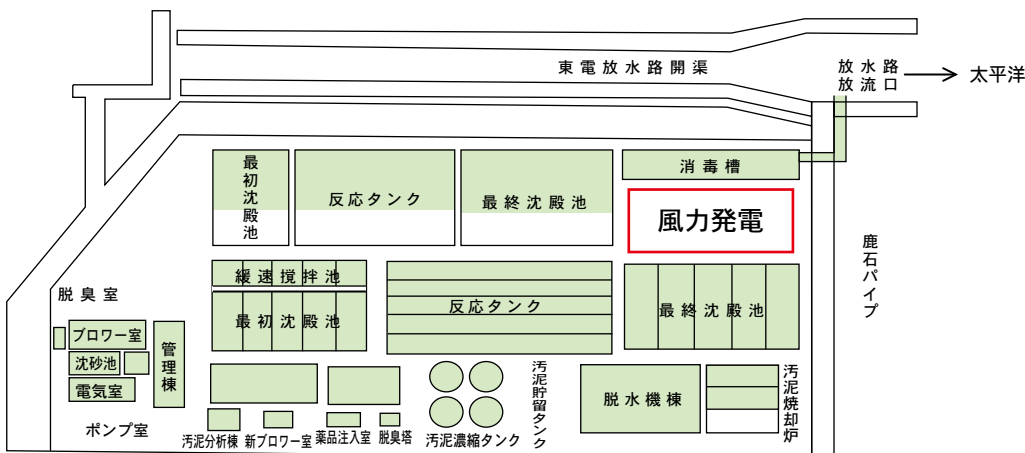 東電放水路開渠
放水路
放流口
太平洋
最初沈殿池
反応タンク
最終沈殿池
消毒槽
風力発電
鹿石パイプ
緩速撹拌池
最初沈殿池
反応タンク
最終沈殿池
脱臭室
ブロワー室
沈砂池
電気室
管理棟
ポンプ室
汚泥分析棟
新ブロワー室
薬品注入室
脱臭塔
汚泥濃縮タンク
汚泥貯留タンク
脱水機棟
汚泥焼却炉